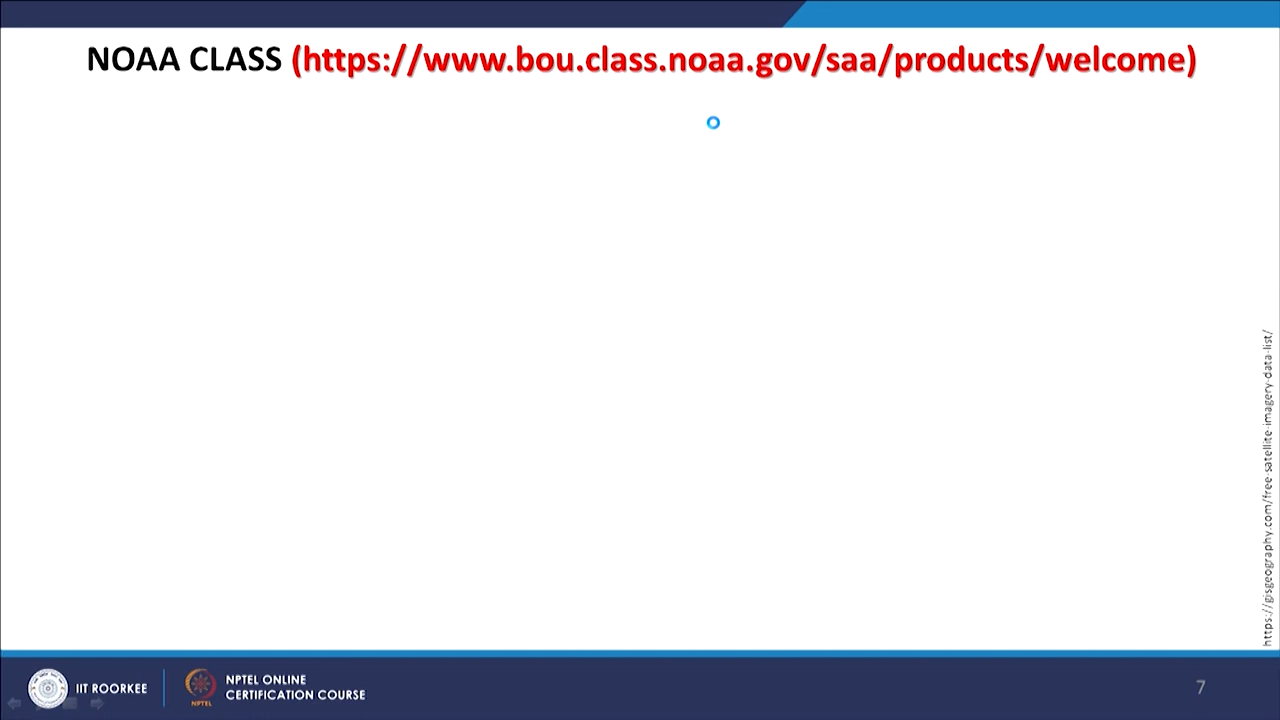 NOAA CLASS (https://www.bou.class.noaa.gov/saa/products/welcome)
https://gisgeography.com/free-satellite-imagery-data-list/
IIT ROORKEE
NPTEL
NPTEL ONLINE
CERTIFICATION COURSE
7